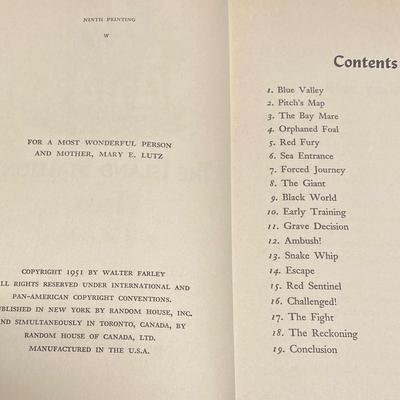 NINTH PRINTING
W
FOR A MOST WONDERFUL PERSON
AND MOTHER, MARY E. LUTZ
COPYRIGHT 1951 BY WALTER FARLEY
ALL RIGHTS RESERVED UNDER INTERNATIONAL AND
PAN-AMERICAN COPYRIGHT CONVENTIONS.
PUBLISHED IN NEW YORK BY RANDOM HOUSE, INC.
AND SIMULTANEOUSLY IN TORONTO, CANADA, BY
RANDOM HOUSE OF CANADA, LTD.
MANUFACTURED IN THE U.S.A.
Contents
1. Blue Valley
2. Pitch's Map
3. The Bay Mare
4. Orphaned Foal
5. Red Fury
6. Sea Entrance
7. Forced Journey
8. The Giant
9. Black World
10. Early Training
11. Grave Decision
12. Ambush!
13. Snake Whip
14. Escape
15. Red Sentinel
16. Challenged!
17. The Fight
18. The Reckoning
19. Conclusion